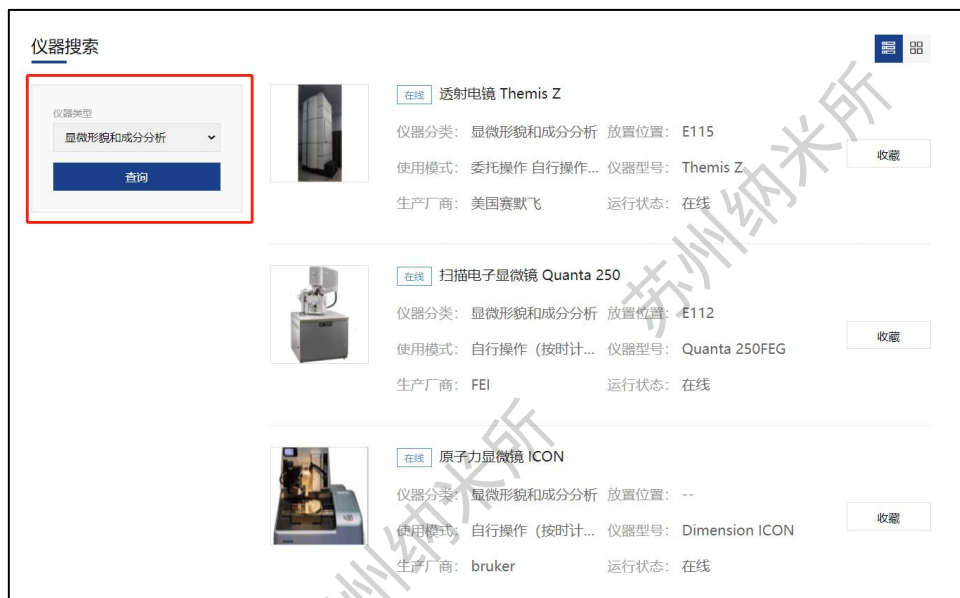 仪器搜索
仪器类型
显微形貌和成分分析
查询
在线 透射电镜 Themis Z
仪器分类： 显微形貌和成分分析 放置位置： E115
使用模式： 委托操作 自行操作... 仪器型号： Themis Z
生产厂商： 美国赛默飞 运行状态： 在线
收藏
在线 扫描电子显微镜 Quanta 250
仪器分类： 显微形貌和成分分析 放置位置： E112
使用模式： 自行操作（按时计... 仪器型号： Quanta 250FEG
生产厂商： FEI 运行状态： 在线
收藏
在线 原子力显微镜 ICON
仪器分类： 显微形貌和成分分析 放置位置： --
使用模式： 自行操作（按时计... 仪器型号： Dimension ICON
生产厂商： bruker 运行状态： 在线
收藏
苏州纳米所
州纳米所